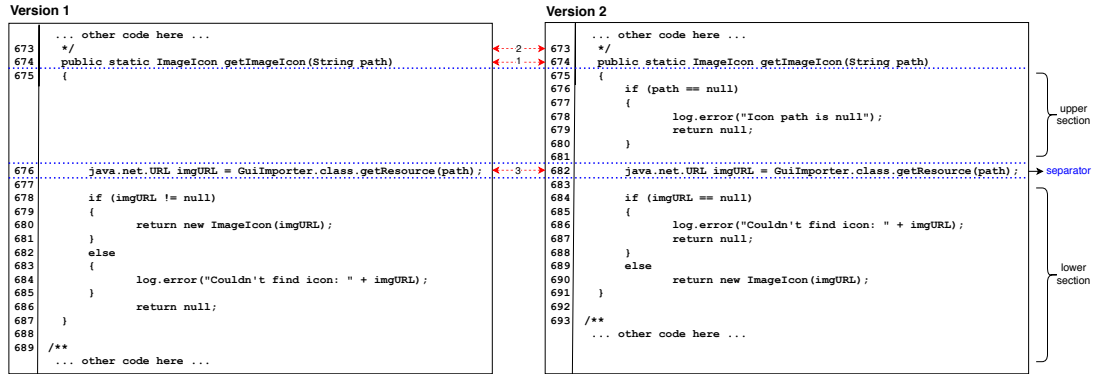 Version 1
... other code here ...
673 */
674 public static ImageIcon getImageIcon(String path)
675 {
676 java.net.URL imgURL = GuiImporter.class.getResource(path);
677
678 if (imgURL != null)
679 {
680 return new ImageIcon(imgURL);
681 }
682 else
683 {
684 log.error("Couldn't find icon: " + imgURL);
685 }
686 return null;
687 }
688
689 /**
... other code here ...
2
1
3
Version 2
... other code here ...
673 */
674 public static ImageIcon getImageIcon(String path)
675 {
676 if (path == null)
677 {
678 log.error("Icon path is null");
679 return null;
680 }
681
682 java.net.URL imgURL = GuiImporter.class.getResource(path);
683
684 if (imgURL == null)
685 {
686 log.error("Couldn't find icon: " + imgURL);
687 return null;
688 }
689 else
690 return new ImageIcon(imgURL);
691 }
692
693 /**
... other code here ...
upper
section
separator
lower
section